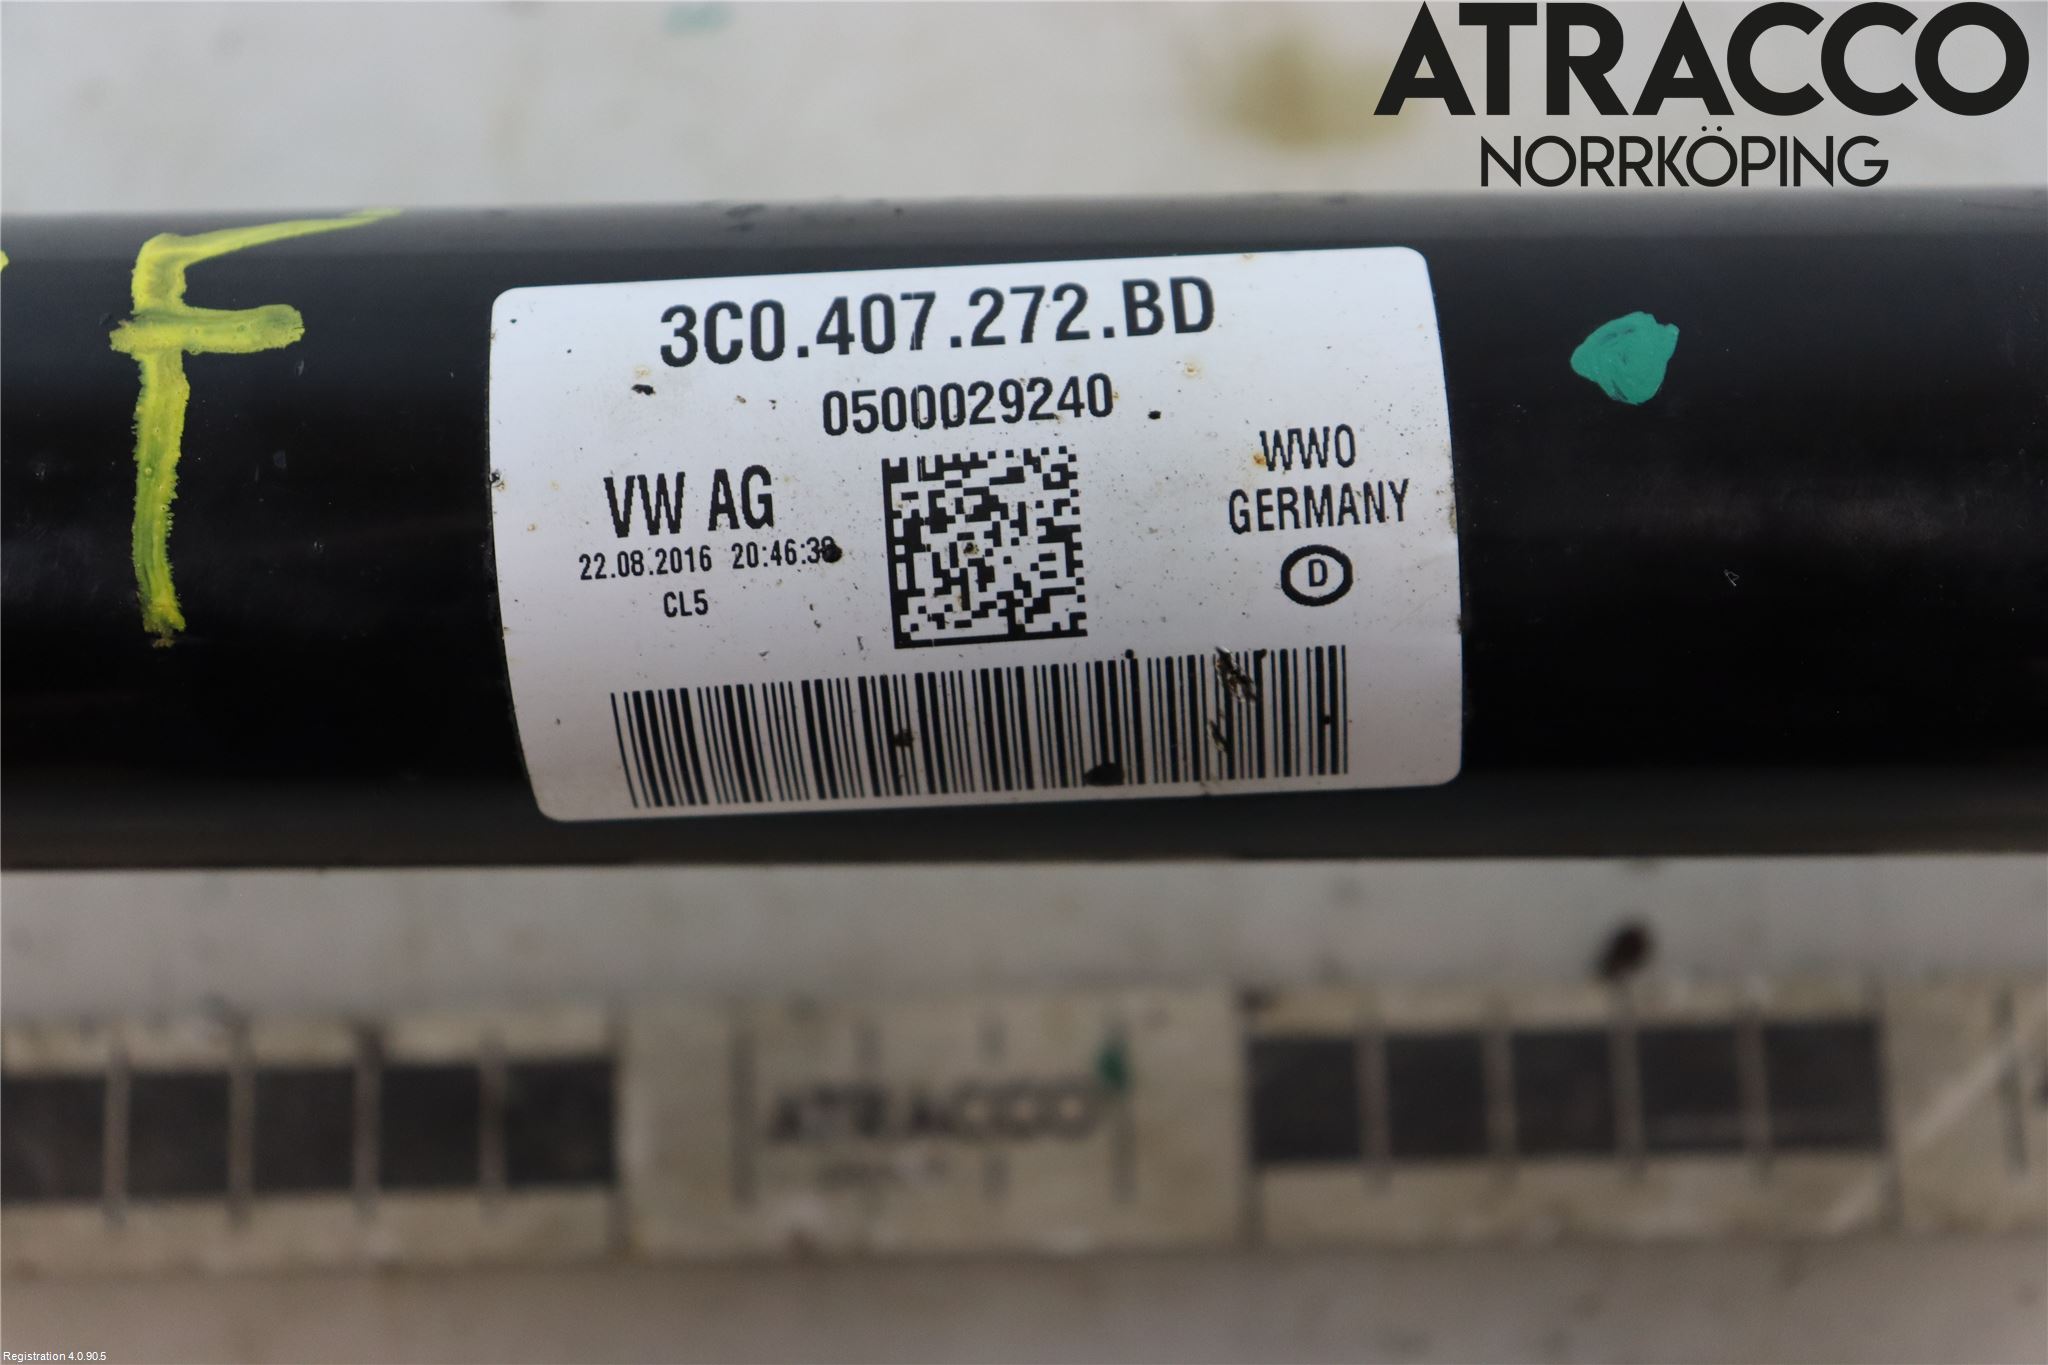 ATRACCO
NORRKÖPING
F
3C0.407.272.BD
0500029240
VW AG
22.08.2016 20:46:38
CL5
WWO
GERMANY
D
ATRACCO
Registration 4.0.90.5